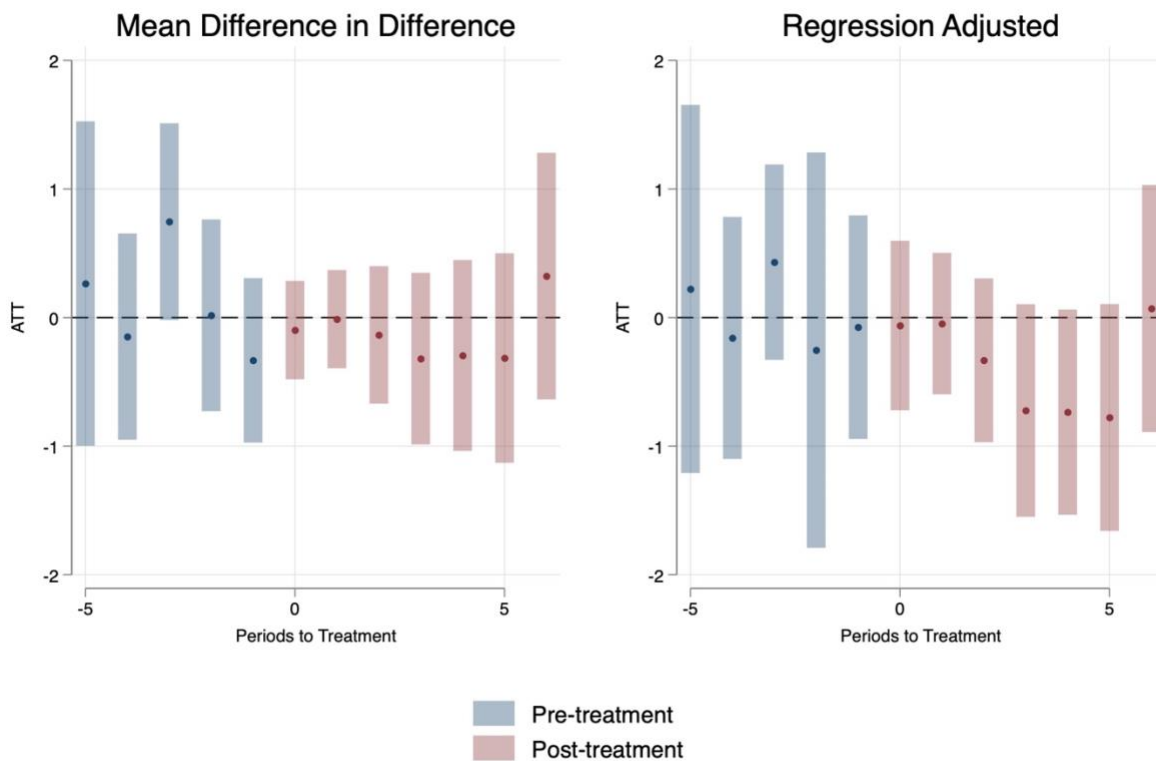 Mean Difference in Difference
2
1
0
-1
-2
ATT
-5
0
5
Periods to Treatment
Regression Adjusted
2
1
0
-1
-2
ATT
-5
0
5
Periods to Treatment
Pre-treatment
Post-treatment